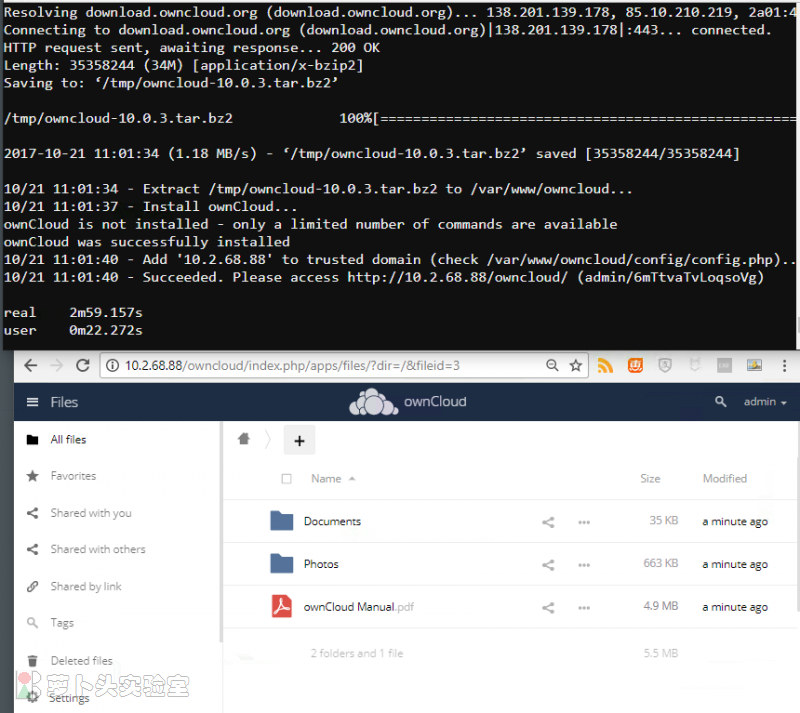 Resolving download.owncloud.org (download.owncloud.org)... 138.201.139.178, 85.10.210.219, 2a01:4
Connecting to download.owncloud.org (download.owncloud.org)|138.201.139.178|:443... connected.
HTTP request sent, awaiting response... 200 OK
Length: 35358244 (34M) [application/x-bzip2]
Saving to: ‘/tmp/owncloud-10.0.3.tar.bz2’
/tmp/owncloud-10.0.3.tar.bz2 100%[====================================================
2017-10-21 11:01:34 (1.18 MB/s) - ‘/tmp/owncloud-10.0.3.tar.bz2’ saved [35358244/35358244]
10/21 11:01:34 - Extract /tmp/owncloud-10.0.3.tar.bz2 to /var/www/owncloud...
10/21 11:01:37 - Install ownCloud...
ownCloud is not installed - only a limited number of commands are available
ownCloud was successfully installed
10/21 11:01:40 - Add '10.2.68.88' to trusted domain (check /var/www/owncloud/config/config.php)..
10/21 11:01:40 - Succeeded. Please access http://10.2.68.88/owncloud/ (admin/6mTtvaTvLoqsoVg)
real 2m59.157s
user 0m22.272s
10.2.68.88/owncloud/index.php/apps/files/?dir=/&fileid=3
Files ownCloud admin
All files
Favorites
Shared with you
Shared with others
Shared by link
Tags
Deleted files
Settings
Name Size Modified
Documents 35 KB a minute ago
Photos 663 KB a minute ago
ownCloud Manual.pdf 4.9 MB a minute ago
2 folders and 1 file 5.5 MB
萝卜头实验室